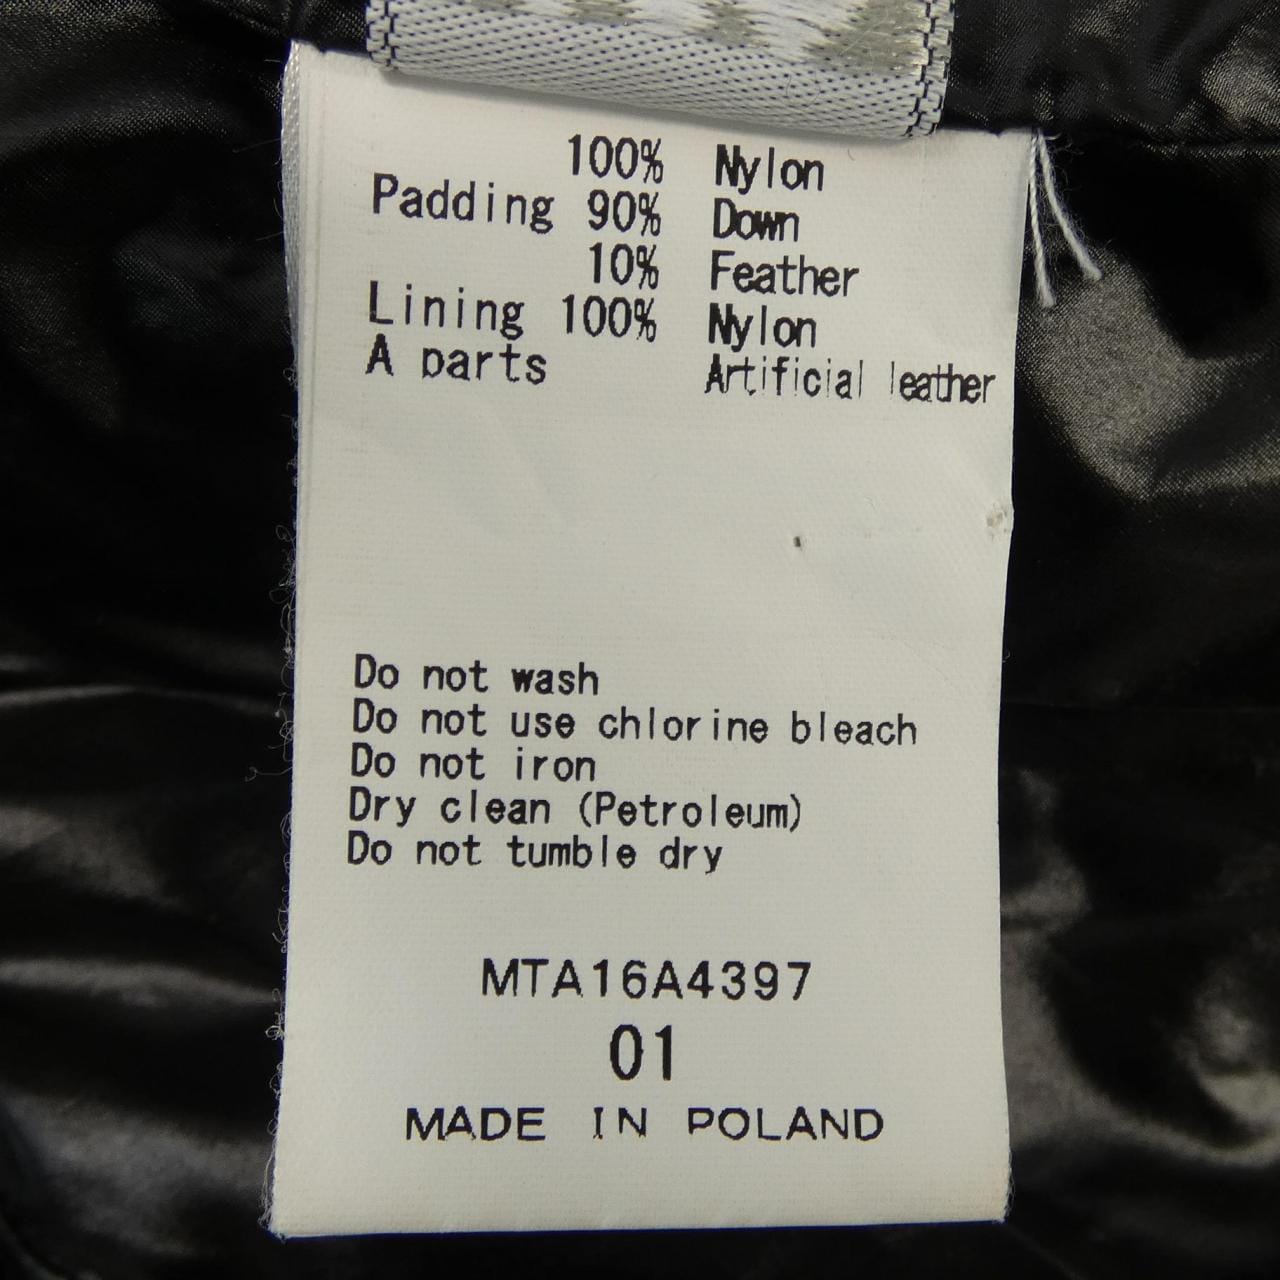 100% Nylon
Padding 90% Down
10% Feather
Lining 100% Nylon
A parts Artificial leather
Do not wash
Do not use chlorine bleach
Do not iron
Dry clean (Petroleum)
Do not tumble dry
MTA16A4397
01
MADE IN POLAND